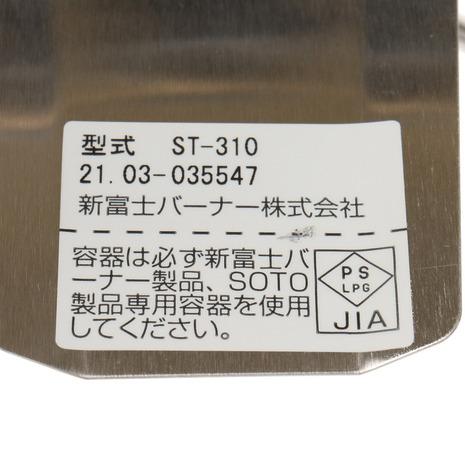 型式 ST-310
21.03-035547
新富士バーナー株式会社
容器は必ず新富士バ
ーナー製品、SOTO
製品専用容器を使用
してください。
PS
LPG
JIA